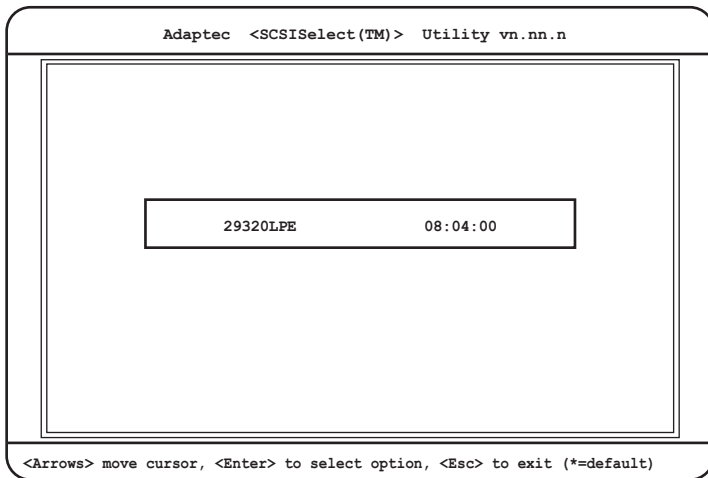 Adaptec <SCSISelect(TM)> Utility vn.nn.n
29320LPE 08:04:00
<Arrows> move cursor, <Enter> to select option, <Esc> to exit (*=default)